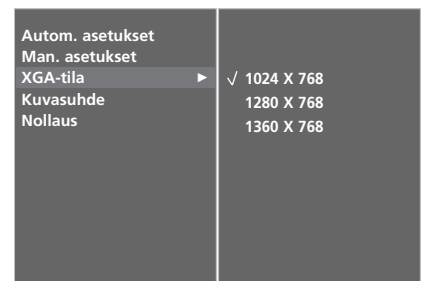 Autom. asetukset
Man. asetukset
XGA-tila ►
Kuvasuhde
Nollaus
√ 1024 X 768
1280 X 768
1360 X 768